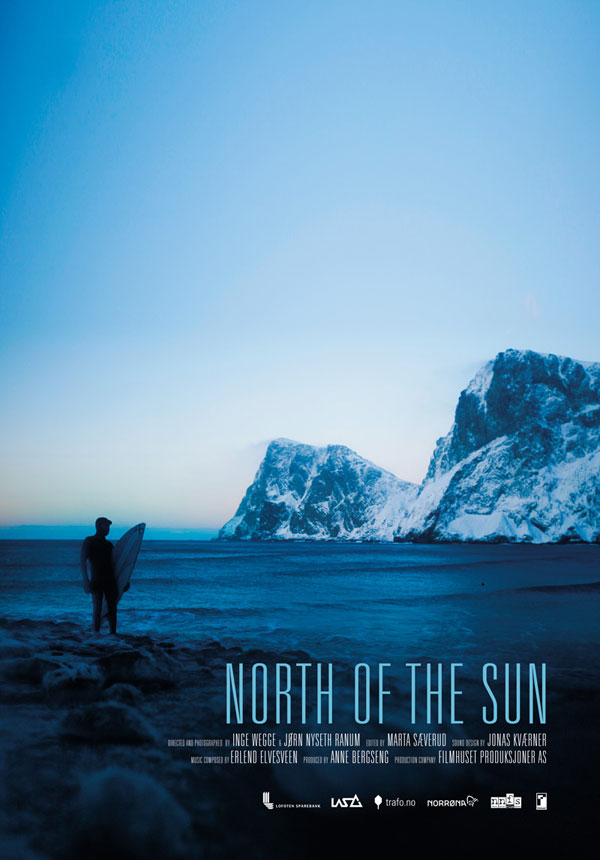 NORTH OF THE SUN
DIRECTED AND PHOTOGRAPHED BY INGE WEGGE & JØRN NYSETH RANUM EDITED BY MARTA SÆVERUD SOUND DESIGN BY JONAS KVÆRNER
MUSIC COMPOSED BY ERLEND ELVESVEEN PRODUCED BY ANNE BERGSENG PRODUCTION COMPANY FILMHUSET PRODUKSJONER AS
LOFOTEN SPAREBANK trafo.no NORRØNA